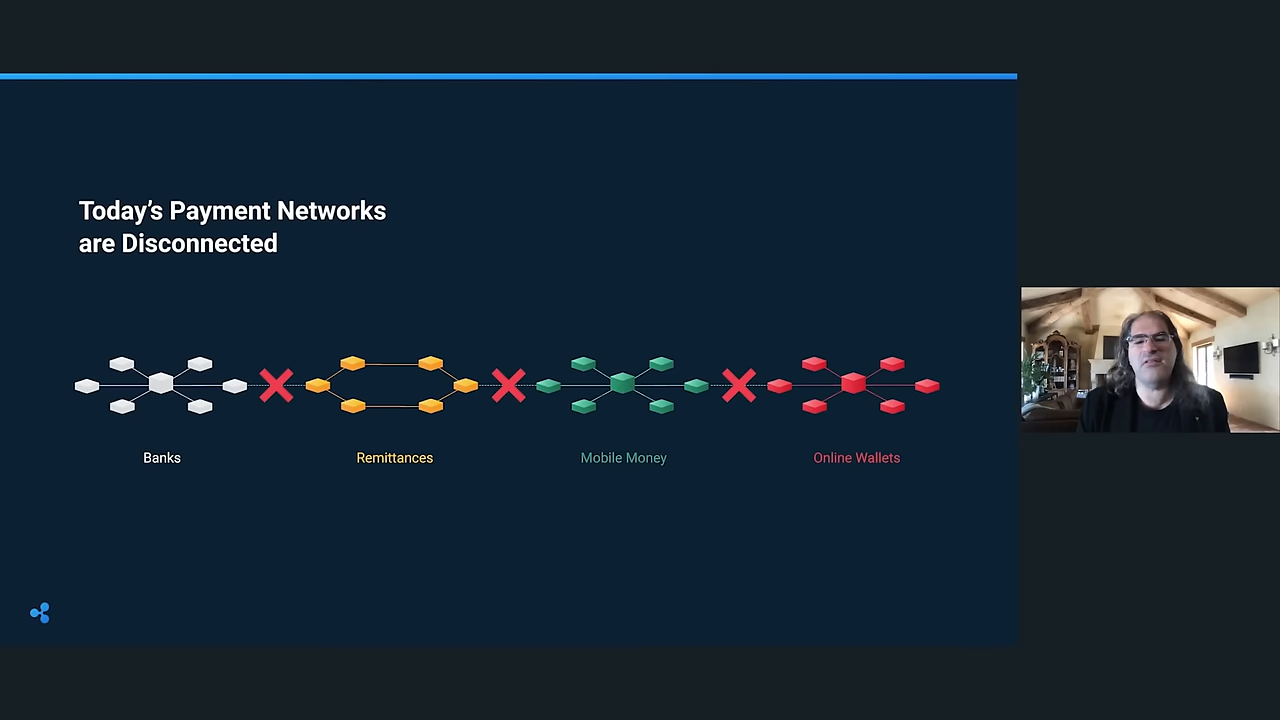 Today's Payment Networks
are Disconnected
Banks
Remittances
Mobile Money
Online Wallets